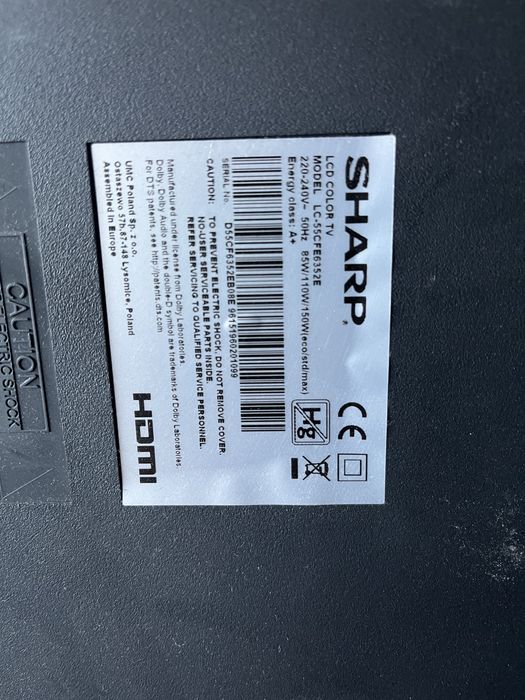 SHARP
LCD COLOR TV
MODEL LC-55CFE6352E
220-240V~ 50Hz 85W/110W/150W(eco/std/max)
Energy class: A+
CE
Hg
SERIAL No. D55CF6352EB08E 96151960201099
CAUTION: TO PREVENT ELECTRIC SHOCK, DO NOT REMOVE COVER.
NO-USER SERVICEABLE PARTS INSIDE.
REFER SERVICING TO QUALIFIED SERVICE PERSONNEL.
Manufactured under license from Dolby Laboratories.
Dolby, Dolby Audio and the double-D symbol are trademarks of Dolby Laboratories.
For DTS patents, see http://patents.dts.com
UMC Poland Sp. z o.o.
Ostaszewo 57h,87-148 Lysomice, Poland
Assembled in Europe
HDMI
CAUTION
ELECTRIC SHOCK